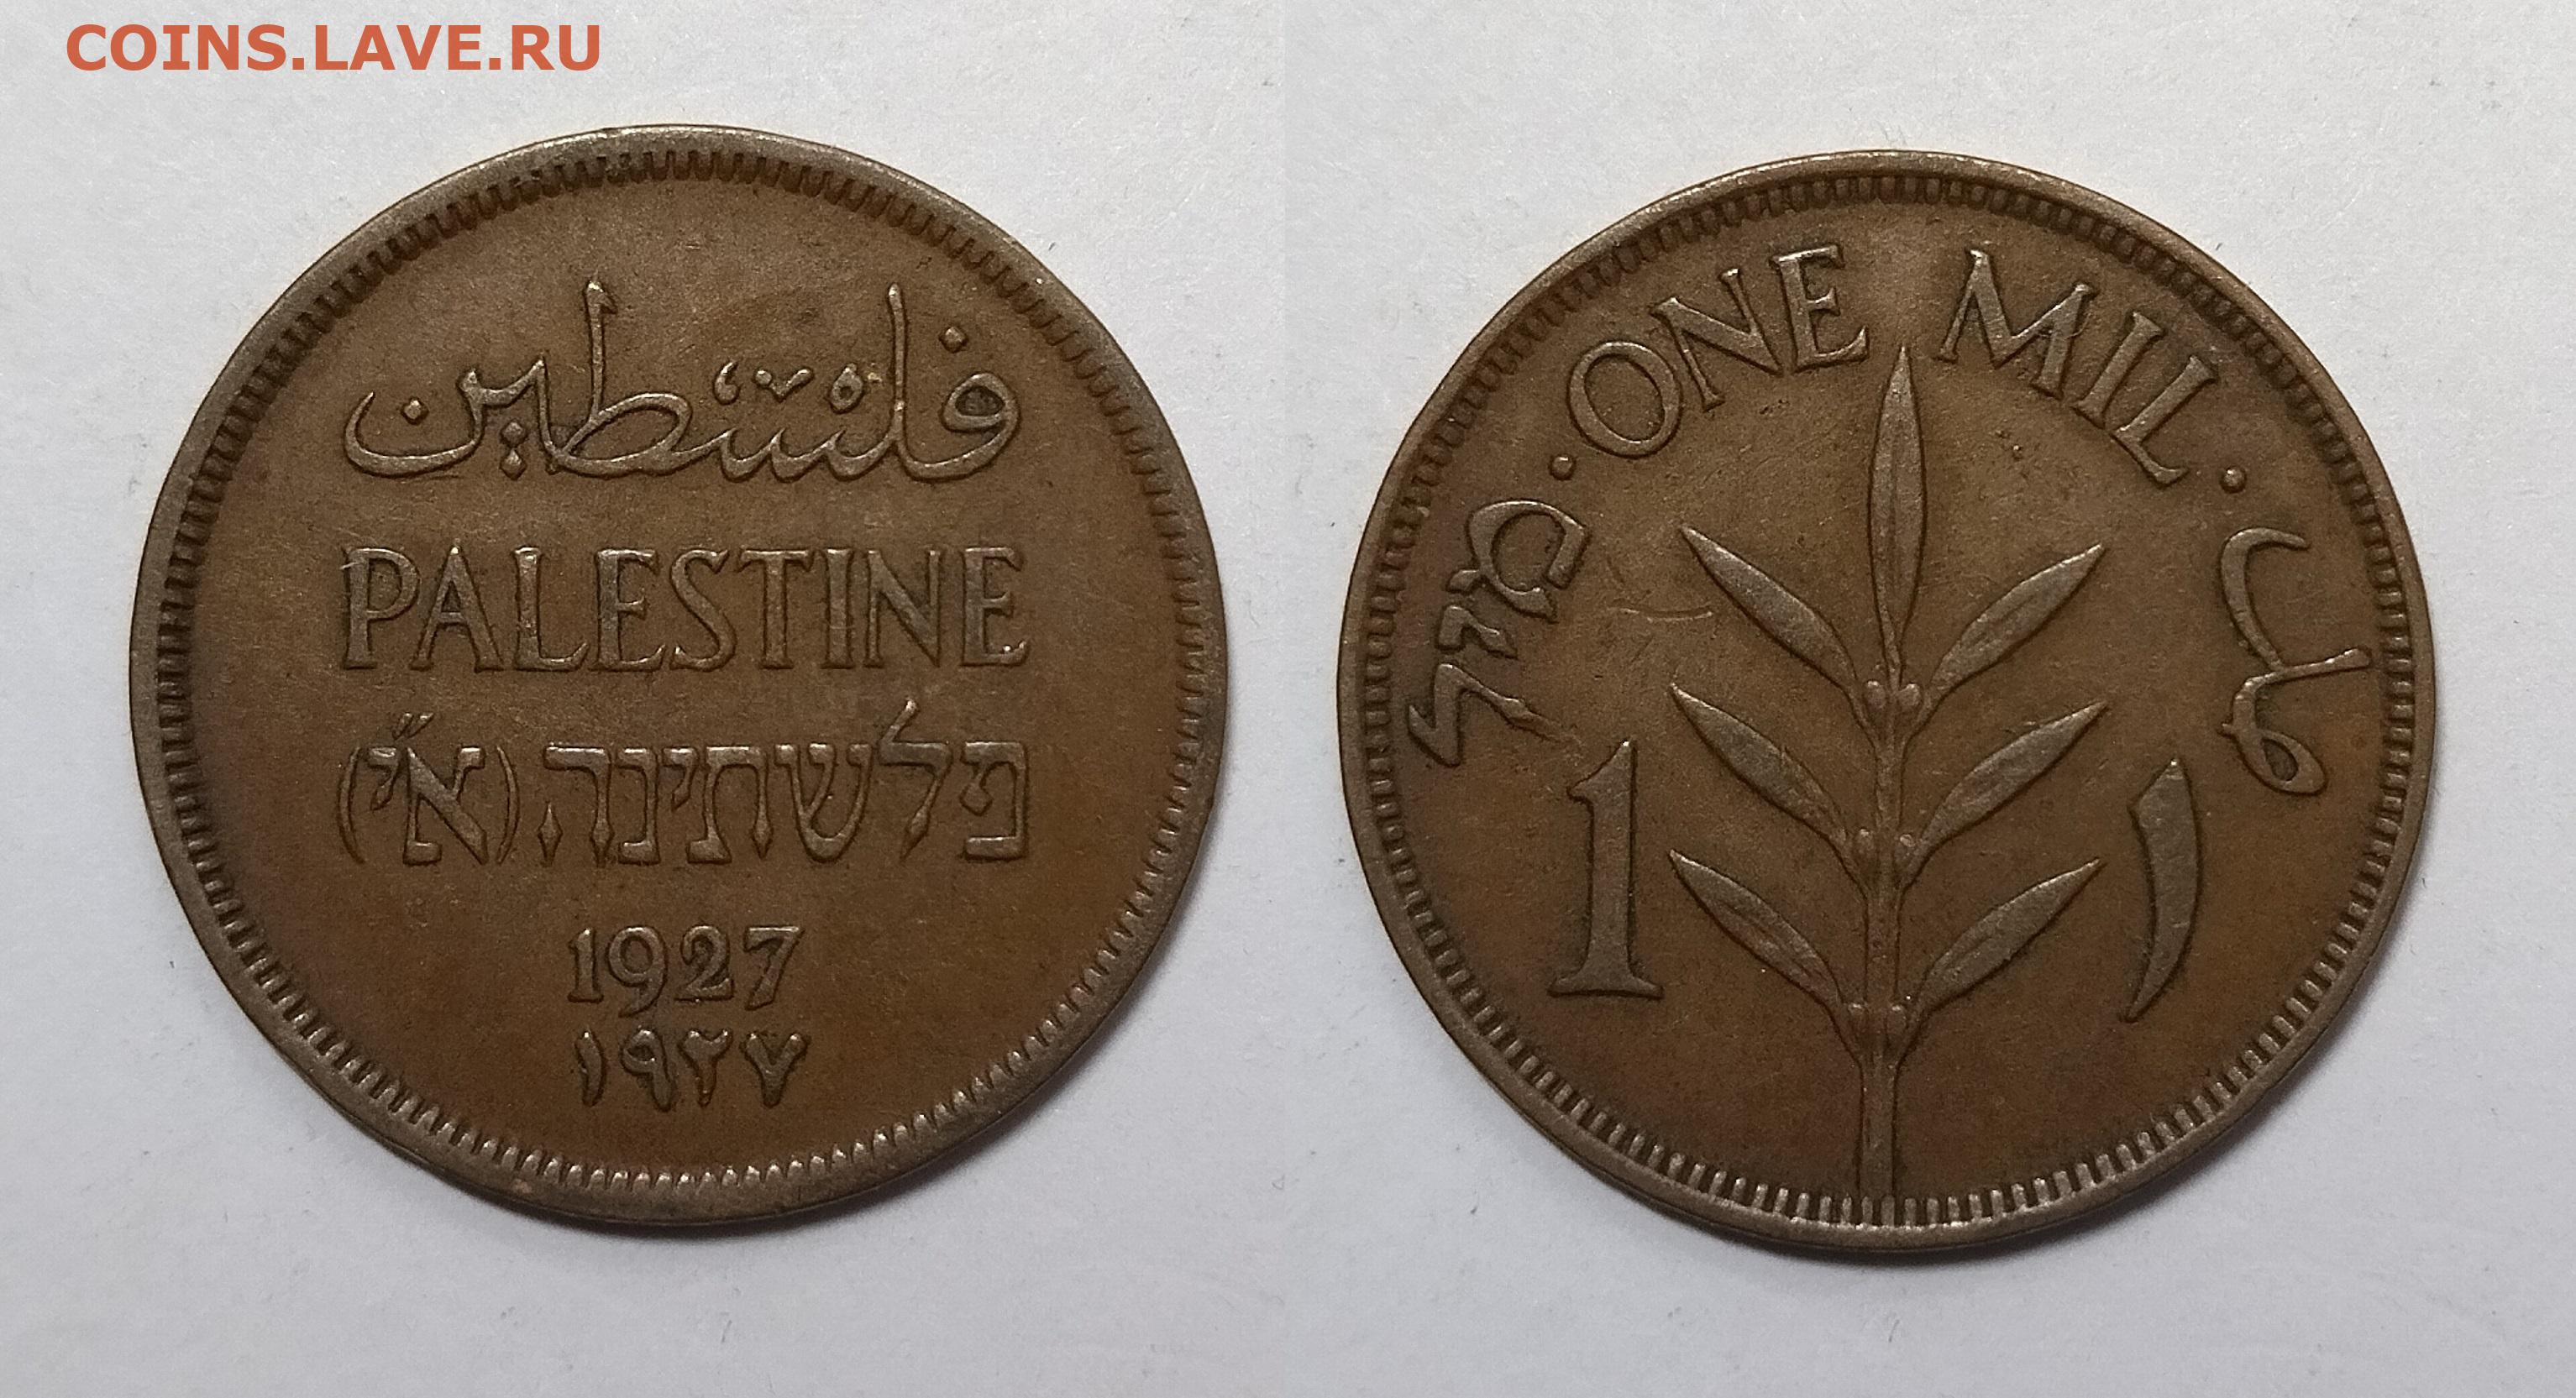 COINS.LAVE.RU
فلسطين
PALESTINE
פלשתינה (א״י)
1927
١٩٢٧
· ONE MIL ·
מיל
مل
1
١